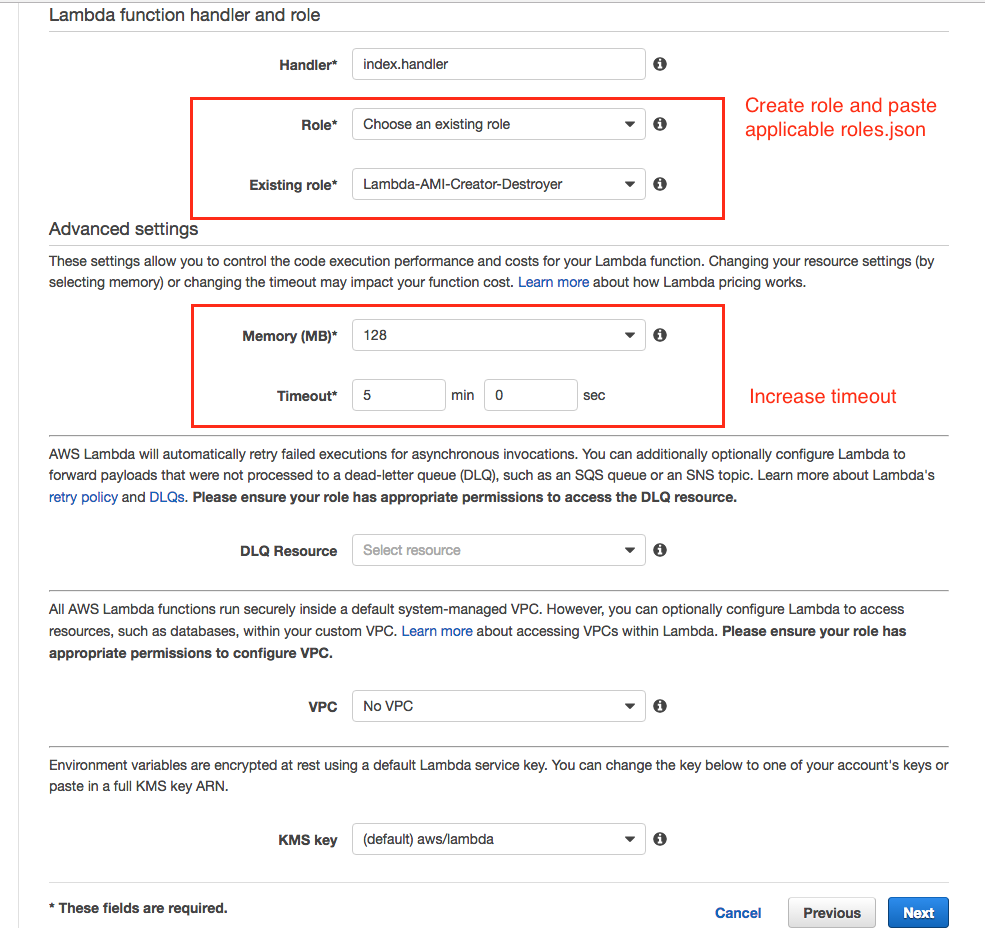 Lambda function handler and role
Handler* index.handler
Create role and paste
applicable roles.json
Role* Choose an existing role
Existing role* Lambda-AMI-Creator-Destroyer
Advanced settings
These settings allow you to control the code execution performance and costs for your Lambda function. Changing your resource settings (by
selecting memory) or changing the timeout may impact your function cost. Learn more about how Lambda pricing works.
Memory (MB)* 128
Timeout* 5 min 0 sec
Increase timeout
AWS Lambda will automatically retry failed executions for asynchronous invocations. You can additionally optionally configure Lambda to
forward payloads that were not processed to a dead-letter queue (DLQ), such as an SQS queue or an SNS topic. Learn more about Lambda's
retry policy and DLQs. Please ensure your role has appropriate permissions to access the DLQ resource.
DLQ Resource Select resource
All AWS Lambda functions run securely inside a default system-managed VPC. However, you can optionally configure Lambda to access
resources, such as databases, within your custom VPC. Learn more about accessing VPCs within Lambda. Please ensure your role has
appropriate permissions to configure VPC.
VPC No VPC
Environment variables are encrypted at rest using a default Lambda service key. You can change the key below to one of your account's keys or
paste in a full KMS key ARN.
KMS key (default) aws/lambda
* These fields are required.
Cancel Previous Next